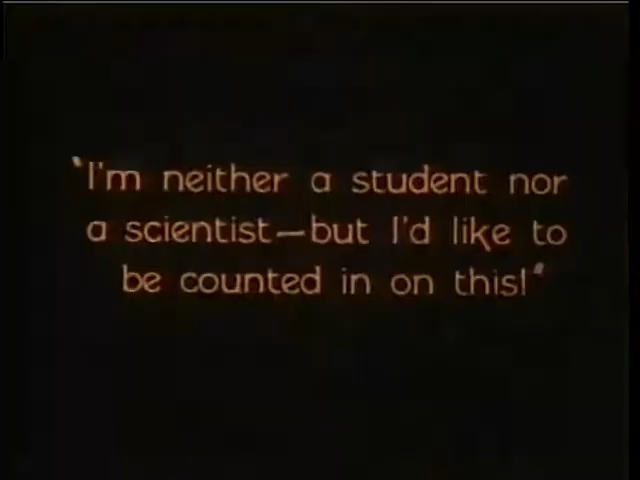 "I'm neither a student nor
a scientist—but I'd like to
be counted in on this!"